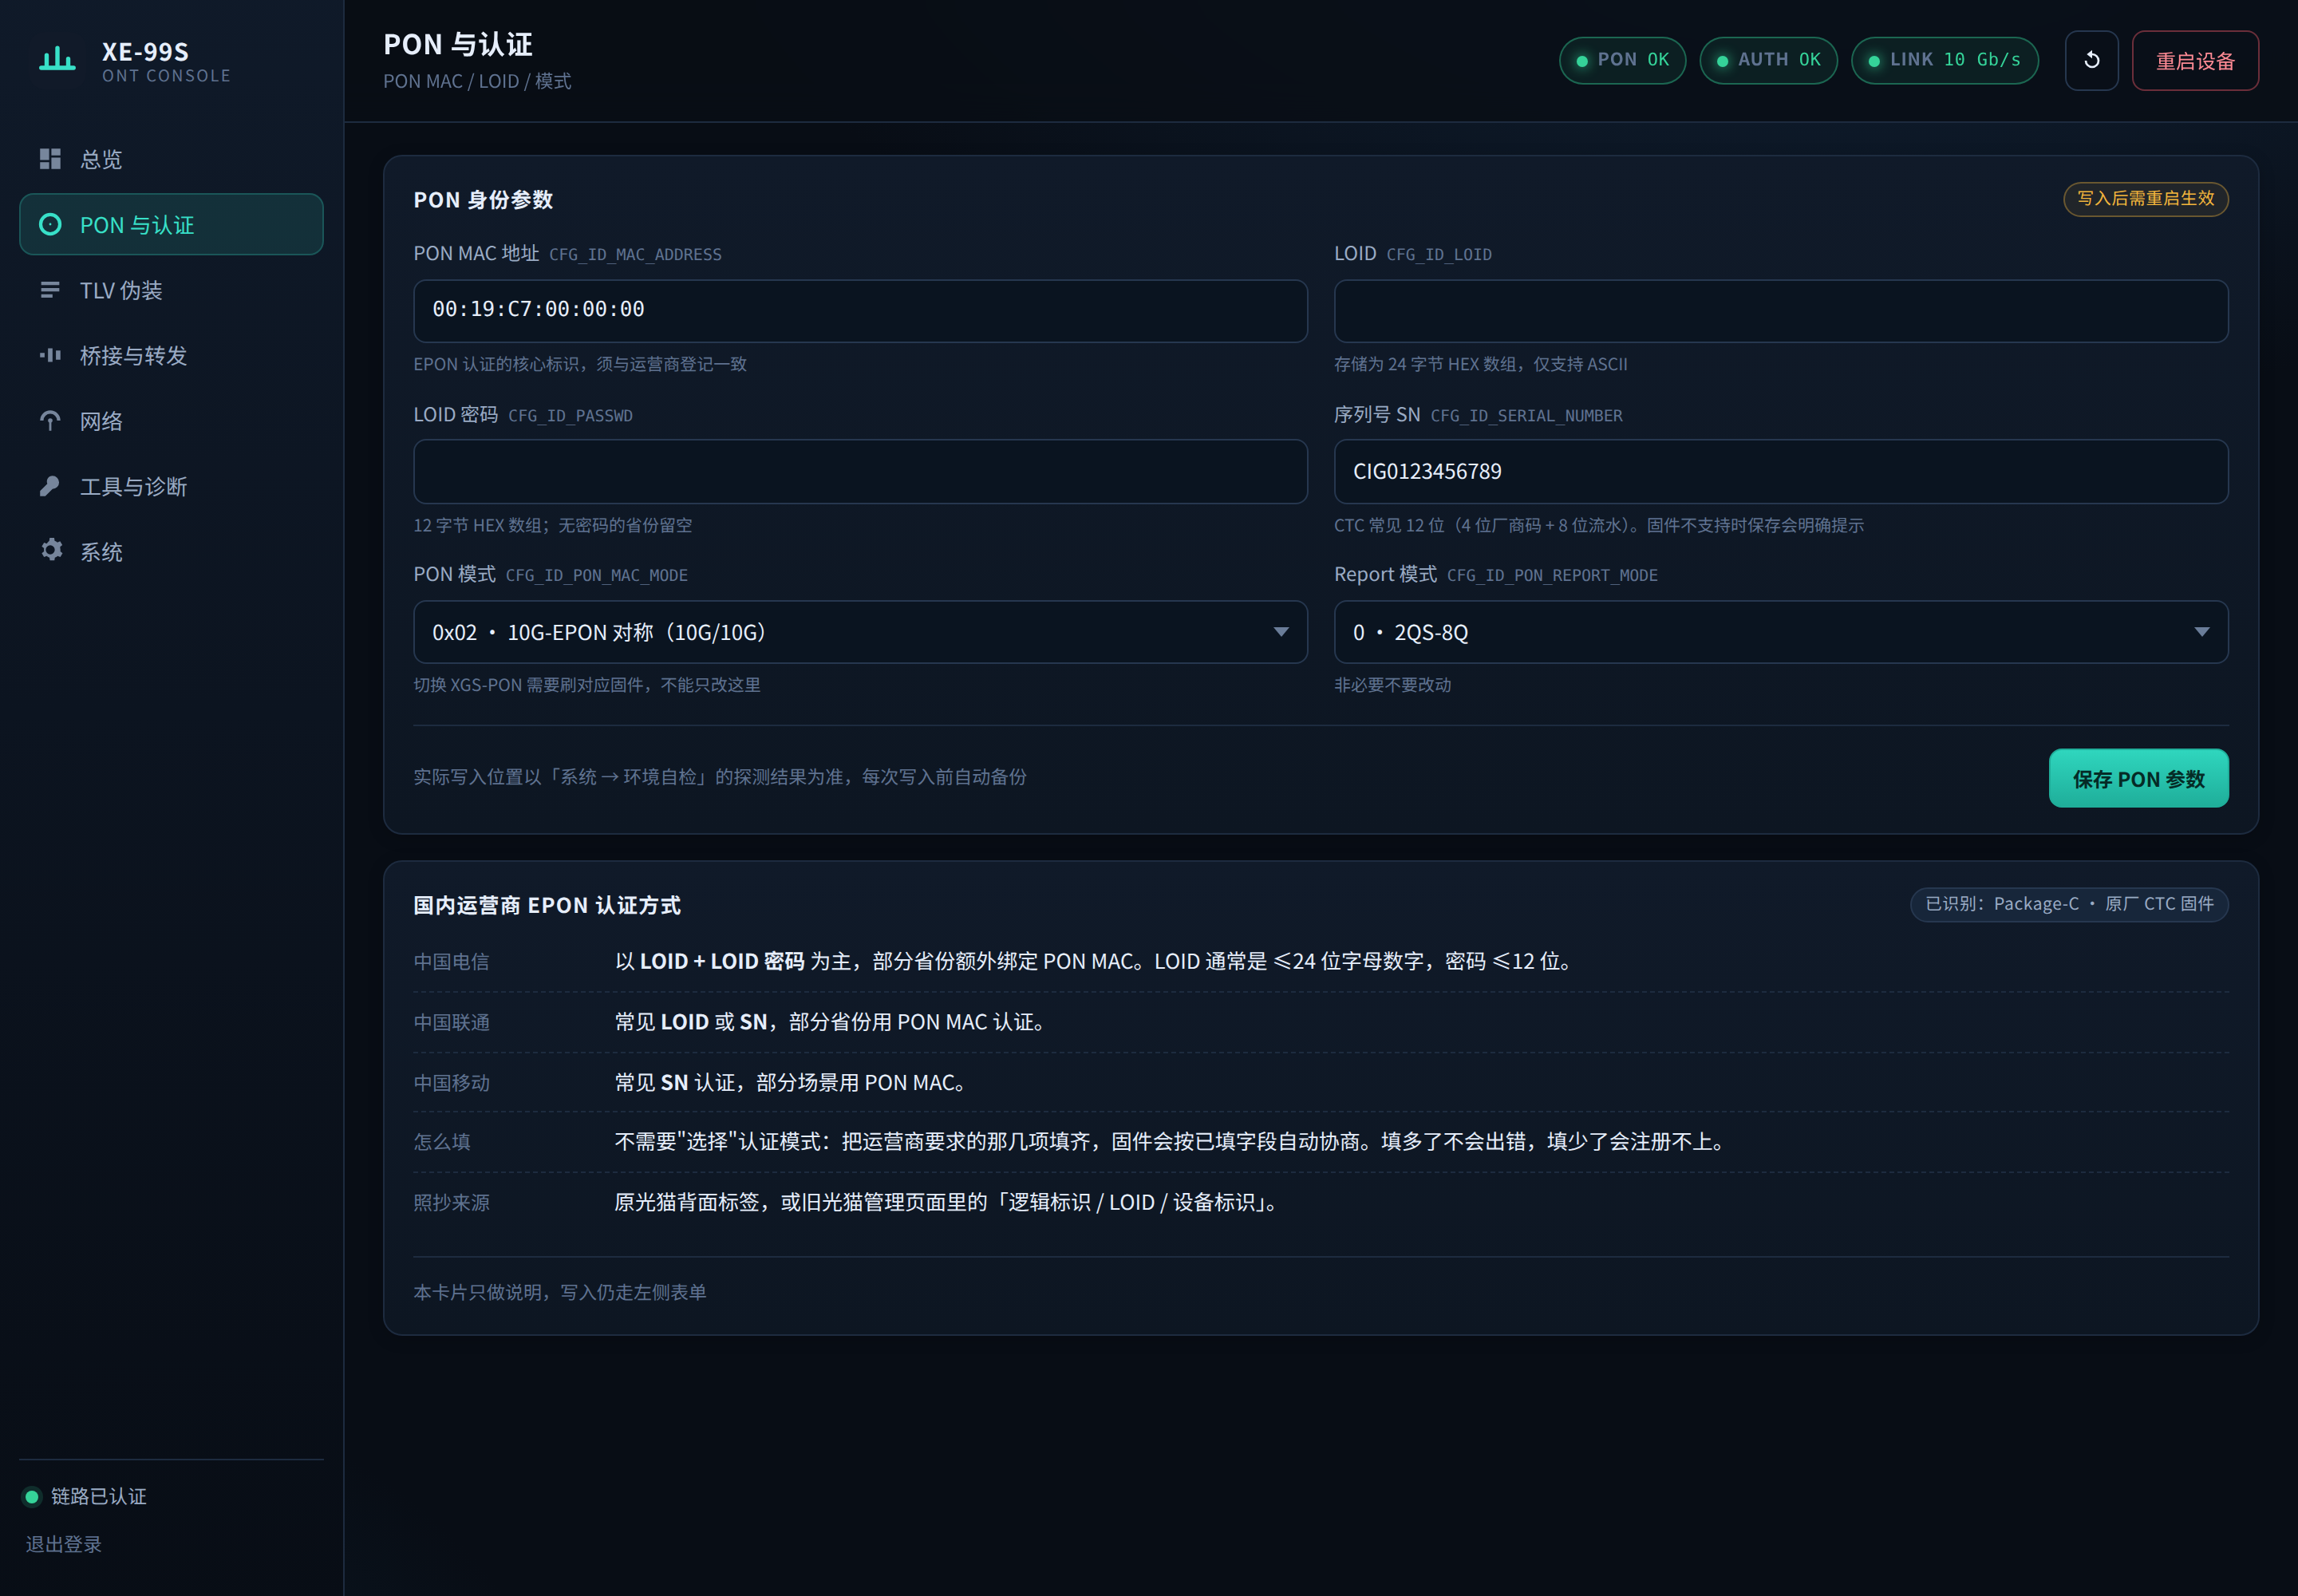 XE-99S
ONT CONSOLE
总览
PON 与认证
TLV 伪装
桥接与转发
网络
工具与诊断
系统
链路已认证
退出登录
PON 与认证
PON MAC / LOID / 模式
PON OK
AUTH OK
LINK 10 Gb/s
重启设备
PON 身份参数
写入后需重启生效
PON MAC 地址 CFG_ID_MAC_ADDRESS
00:19:C7:00:00:00
EPON 认证的核心标识，须与运营商登记一致
LOID CFG_ID_LOID
存储为 24 字节 HEX 数组，仅支持 ASCII
LOID 密码 CFG_ID_PASSWD
12 字节 HEX 数组；无密码的省份留空
序列号 SN CFG_ID_SERIAL_NUMBER
CIG0123456789
CTC 常见 12 位（4 位厂商码 + 8 位流水）。固件不支持时保存会明确提示
PON 模式 CFG_ID_PON_MAC_MODE
0x02 · 10G-EPON 对称（10G/10G）
切换 XGS-PON 需要刷对应固件，不能只改这里
Report 模式 CFG_ID_PON_REPORT_MODE
0 · 2QS-8Q
非必要不要改动
实际写入位置以「系统 → 环境自检」的探测结果为准，每次写入前自动备份
保存 PON 参数
国内运营商 EPON 认证方式
已识别：Package-C · 原厂 CTC 固件
中国电信 以 LOID + LOID 密码 为主，部分省份额外绑定 PON MAC。LOID 通常是 ≤24 位字母数字，密码 ≤12 位。
中国联通 常见 LOID 或 SN，部分省份用 PON MAC 认证。
中国移动 常见 SN 认证，部分场景用 PON MAC。
怎么填 不需要"选择"认证模式：把运营商要求的那几项填齐，固件会按已填字段自动协商。填多了不会出错，填少了会注册不上。
照抄来源 原光猫背面标签，或旧光猫管理页面里的「逻辑标识 / LOID / 设备标识」。
本卡片只做说明，写入仍走左侧表单